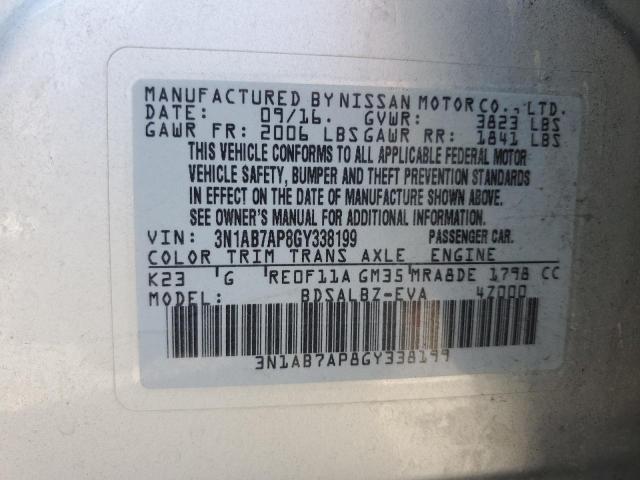 MANUFACTURED BY NISSAN MOTOR CO., LTD.
DATE: 09/16. GVWR: 3823 LBS
GAWR FR: 2006 LBS GAWR RR: 1841 LBS
THIS VEHICLE CONFORMS TO ALL APPLICABLE FEDERAL MOTOR
VEHICLE SAFETY, BUMPER AND THEFT PREVENTION STANDARDS
IN EFFECT ON THE DATE OF MANUFACTURE SHOWN ABOVE.
SEE OWNER'S MANUAL FOR ADDITIONAL INFORMATION.
VIN: 3N1AB7AP8GY338199 PASSENGER CAR.
COLOR TRIM TRANS AXLE ENGINE
K23 G RE0F11A GM35 MRA8DE 1798 CC
MODEL: BDSALBZ-EVA 4Z000
3N1AB7AP8GY338199